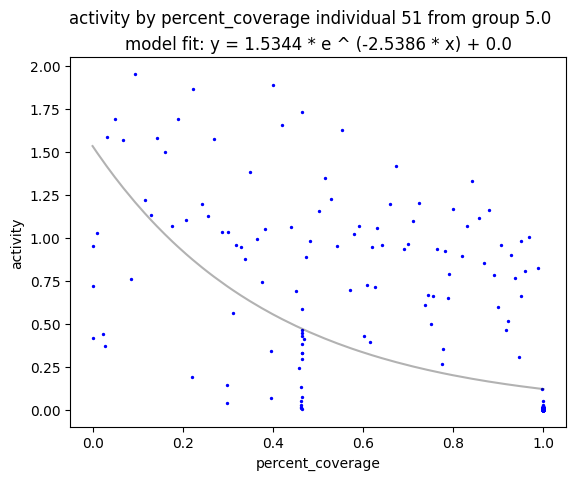 activity by percent_coverage individual 51 from group 5.0
model fit: y = 1.5344 * e ^ (-2.5386 * x) + 0.0
2.00
1.75
1.50
1.25
1.00
0.75
0.50
0.25
0.00
activity
0.0 0.2 0.4 0.6 0.8 1.0
percent_coverage